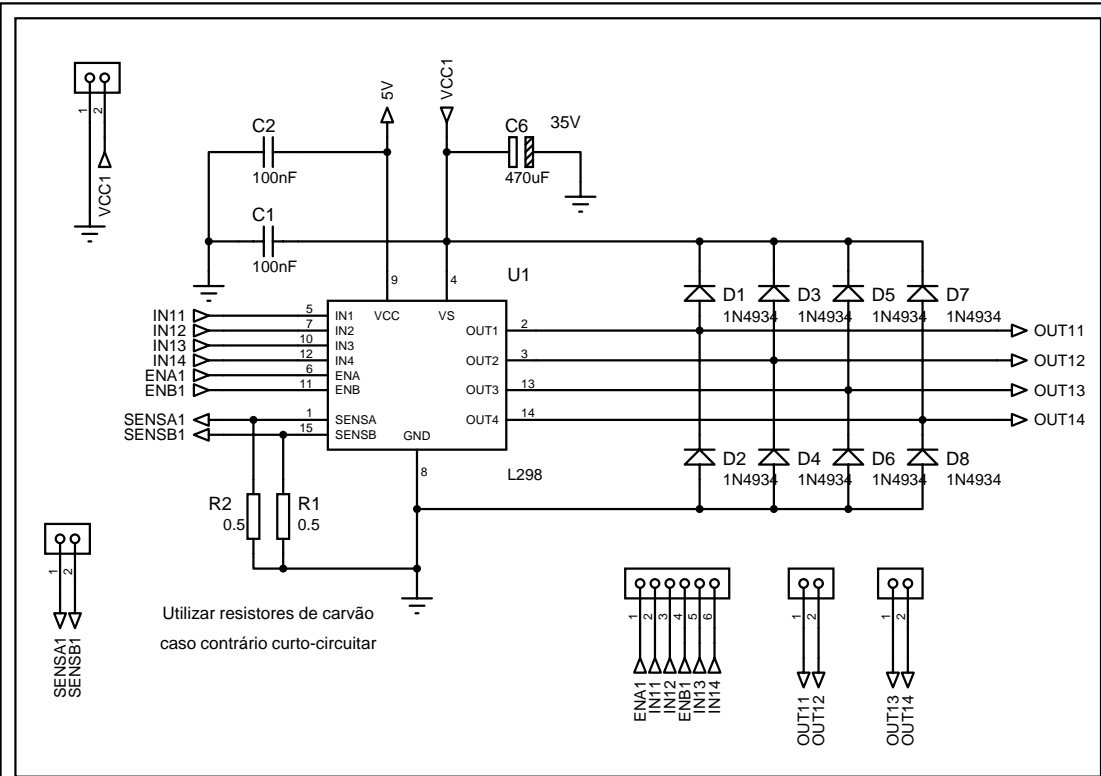 1
2
VCC1
5V
VCC1
C2
100nF
C6
35V
470uF
C1
100nF
9
4
U1
D1
1N4934
D3
1N4934
D5
1N4934
D7
1N4934
IN11
IN12
IN13
IN14
ENA1
ENB1
SENSA1
SENSB1
5
7
10
12
6
11
1
15
IN1
IN2
IN3
IN4
ENA
ENB
SENSA
SENSB
VCC
VS
GND
OUT1
OUT2
OUT3
OUT4
2
3
13
14
OUT11
OUT12
OUT13
OUT14
8
L298
D2
1N4934
D4
1N4934
D6
1N4934
D8
1N4934
R2
0.5
R1
0.5
1
2
SENSA1
SENSB1
Utilizar resistores de carvão
caso contrário curto-circuitar
1
2
3
4
5
6
ENA1
IN11
IN12
ENB1
IN13
IN14
1
2
OUT11
OUT12
1
2
OUT13
OUT14